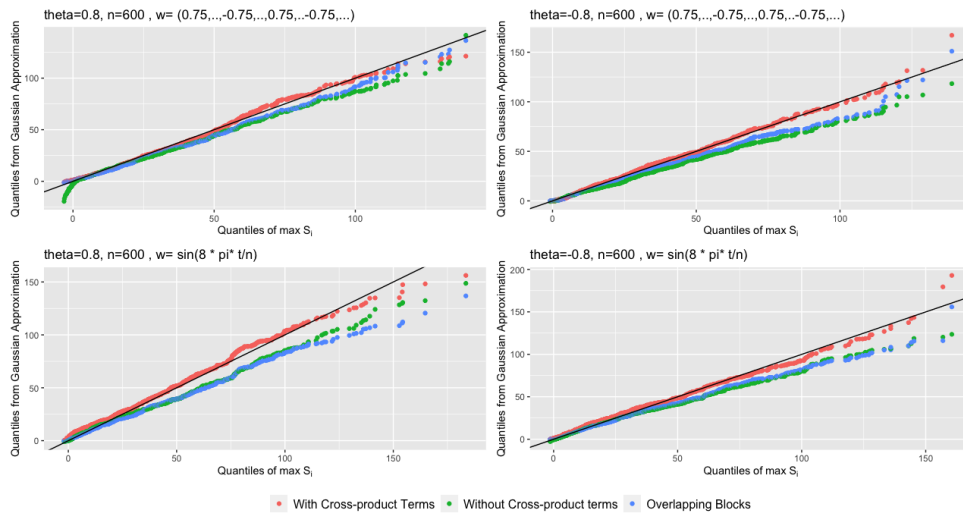 theta=0.8, n=600 , w= (0.75,..,-0.75,..,0.75,..-0.75,...)
Quantiles from Gaussian Approximation
100
50
0
0
50
100
Quantiles of max Si
theta=-0.8, n=600 , w= (0.75,..,-0.75,..,0.75,..-0.75,...)
Quantiles from Gaussian Approximation
150
100
50
0
0
50
100
Quantiles of max Si
theta=0.8, n=600 , w= sin(8 * pi* t/n)
Quantiles from Gaussian Approximation
150
100
50
0
0
50
100
150
Quantiles of max Si
theta=-0.8, n=600 , w= sin(8 * pi* t/n)
Quantiles from Gaussian Approximation
200
150
100
50
0
0
50
100
150
Quantiles of max Si
With Cross-product Terms
Without Cross-product terms
Overlapping Blocks